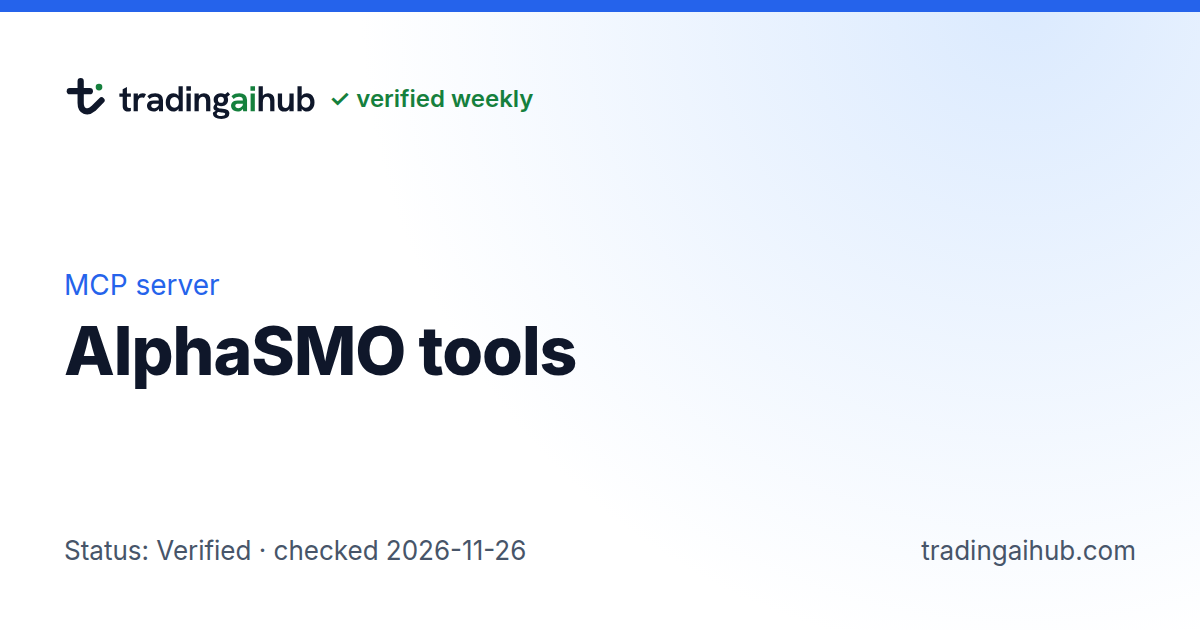 tradingaihub ✓ verified weekly
MCP server
AlphaSMO tools
Status: Verified · checked 2026-11-26
tradingaihub.com